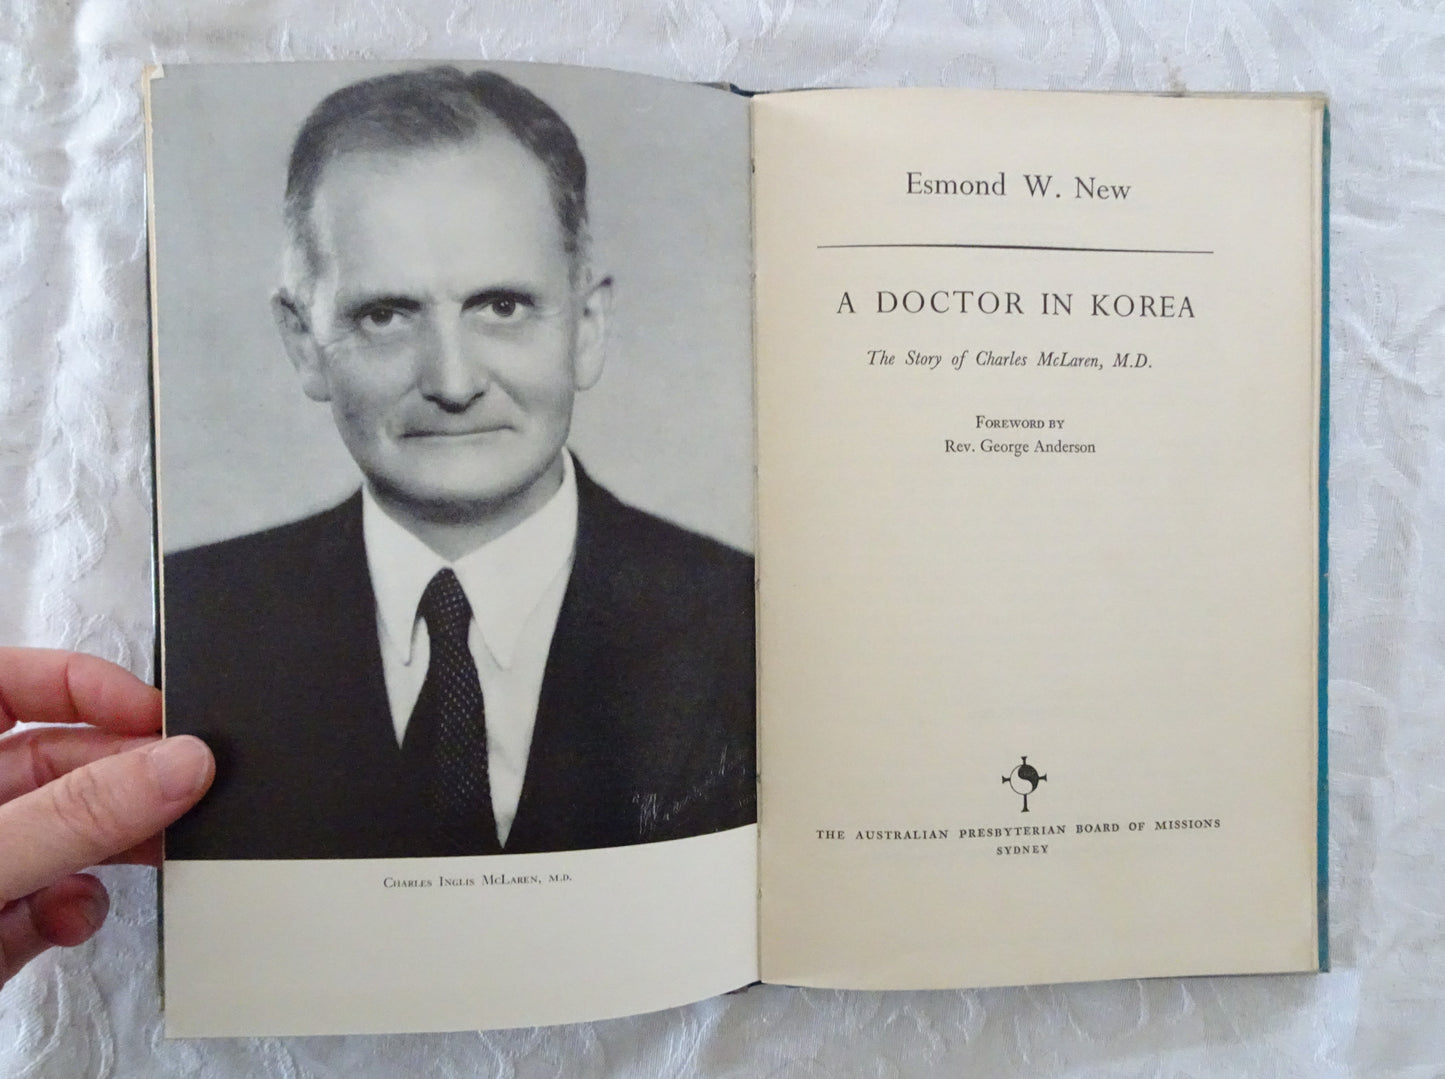 Charles Inglis McLaren, M.D.
Esmond W. New
A DOCTOR IN KOREA
The Story of Charles McLaren, M.D.
Foreword by
Rev. George Anderson
THE AUSTRALIAN PRESBYTERIAN BOARD OF MISSIONS
SYDNEY